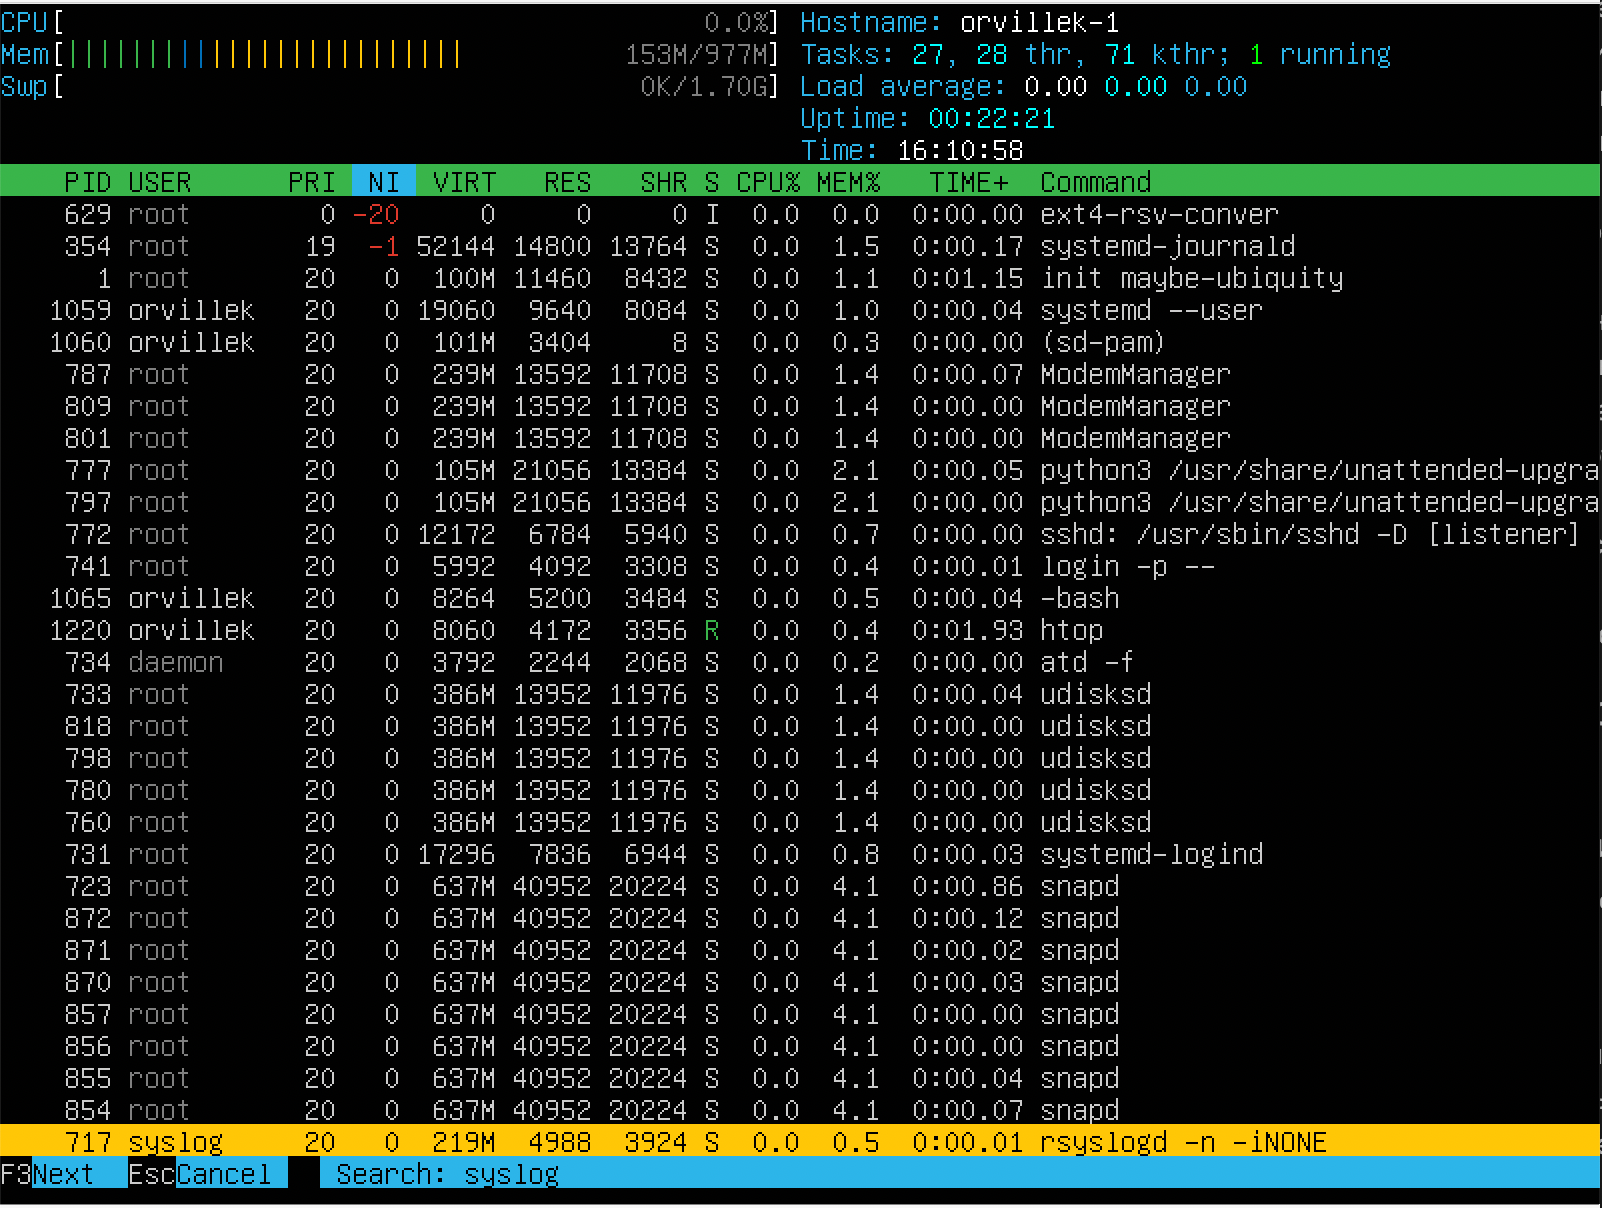 CPU[ 0.0%] Hostname: orvillek-1
Mem[|||||||||||||||||||||||||153M/977M] Tasks: 27, 28 thr, 71 kthr; 1 running
Swp[ 0K/1.70G] Load average: 0.00 0.00 0.00
Uptime: 00:22:21
Time: 16:10:58
PID USER PRI NI VIRT RES SHR S CPU% MEM% TIME+ Command
629 root 0 -20 0 0 0 I 0.0 0.0 0:00.00 ext4-rsv-conver
354 root 19 -1 52144 14800 13764 S 0.0 1.5 0:00.17 systemd-journald
1 root 20 0 100M 11460 8432 S 0.0 1.1 0:01.15 init maybe-ubiquity
1059 orvillek 20 0 19060 9640 8084 S 0.0 1.0 0:00.04 systemd --user
1060 orvillek 20 0 101M 3404 8 S 0.0 0.3 0:00.00 (sd-pam)
787 root 20 0 239M 13592 11708 S 0.0 1.4 0:00.07 ModemManager
809 root 20 0 239M 13592 11708 S 0.0 1.4 0:00.00 ModemManager
801 root 20 0 239M 13592 11708 S 0.0 1.4 0:00.00 ModemManager
777 root 20 0 105M 21056 13384 S 0.0 2.1 0:00.05 python3 /usr/share/unattended-upgra
797 root 20 0 105M 21056 13384 S 0.0 2.1 0:00.00 python3 /usr/share/unattended-upgra
772 root 20 0 12172 6784 5940 S 0.0 0.7 0:00.00 sshd: /usr/sbin/sshd -D [listener]
741 root 20 0 5992 4092 3308 S 0.0 0.4 0:00.01 login -p --
1065 orvillek 20 0 8264 5200 3484 S 0.0 0.5 0:00.04 -bash
1220 orvillek 20 0 8060 4172 3356 R 0.0 0.4 0:01.93 htop
734 daemon 20 0 3792 2244 2068 S 0.0 0.2 0:00.00 atd -f
733 root 20 0 386M 13952 11976 S 0.0 1.4 0:00.04 udisksd
818 root 20 0 386M 13952 11976 S 0.0 1.4 0:00.00 udisksd
798 root 20 0 386M 13952 11976 S 0.0 1.4 0:00.00 udisksd
780 root 20 0 386M 13952 11976 S 0.0 1.4 0:00.00 udisksd
760 root 20 0 386M 13952 11976 S 0.0 1.4 0:00.00 udisksd
731 root 20 0 17296 7836 6944 S 0.0 0.8 0:00.03 systemd-logind
723 root 20 0 637M 40952 20224 S 0.0 4.1 0:00.86 snapd
872 root 20 0 637M 40952 20224 S 0.0 4.1 0:00.12 snapd
871 root 20 0 637M 40952 20224 S 0.0 4.1 0:00.02 snapd
870 root 20 0 637M 40952 20224 S 0.0 4.1 0:00.03 snapd
857 root 20 0 637M 40952 20224 S 0.0 4.1 0:00.00 snapd
856 root 20 0 637M 40952 20224 S 0.0 4.1 0:00.00 snapd
855 root 20 0 637M 40952 20224 S 0.0 4.1 0:00.04 snapd
854 root 20 0 637M 40952 20224 S 0.0 4.1 0:00.07 snapd
717 syslog 20 0 219M 4988 3924 S 0.0 0.5 0:00.01 rsyslogd -n -iNONE
F3Next EscCancel Search: syslog